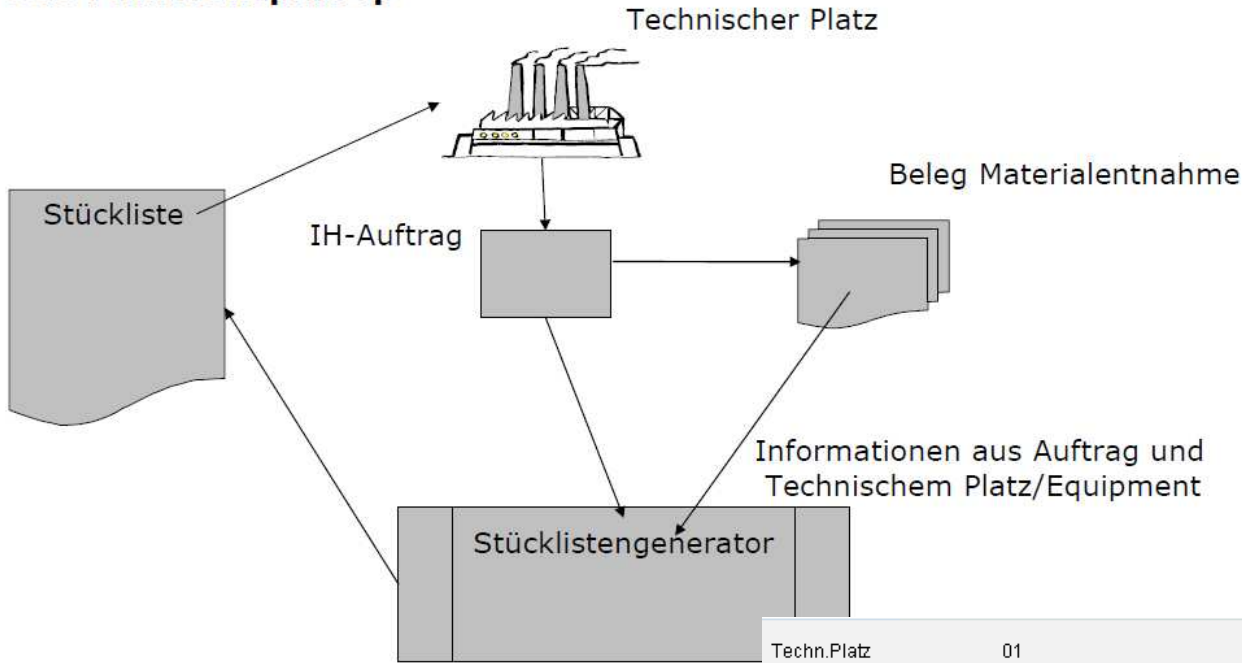 Technischer Platz
Beleg Materialentnahme
Stückliste
IH-Auftrag
Informationen aus Auftrag und
Technischem Platz/Equipment
Stücklistengenerator
Techn.Platz 01